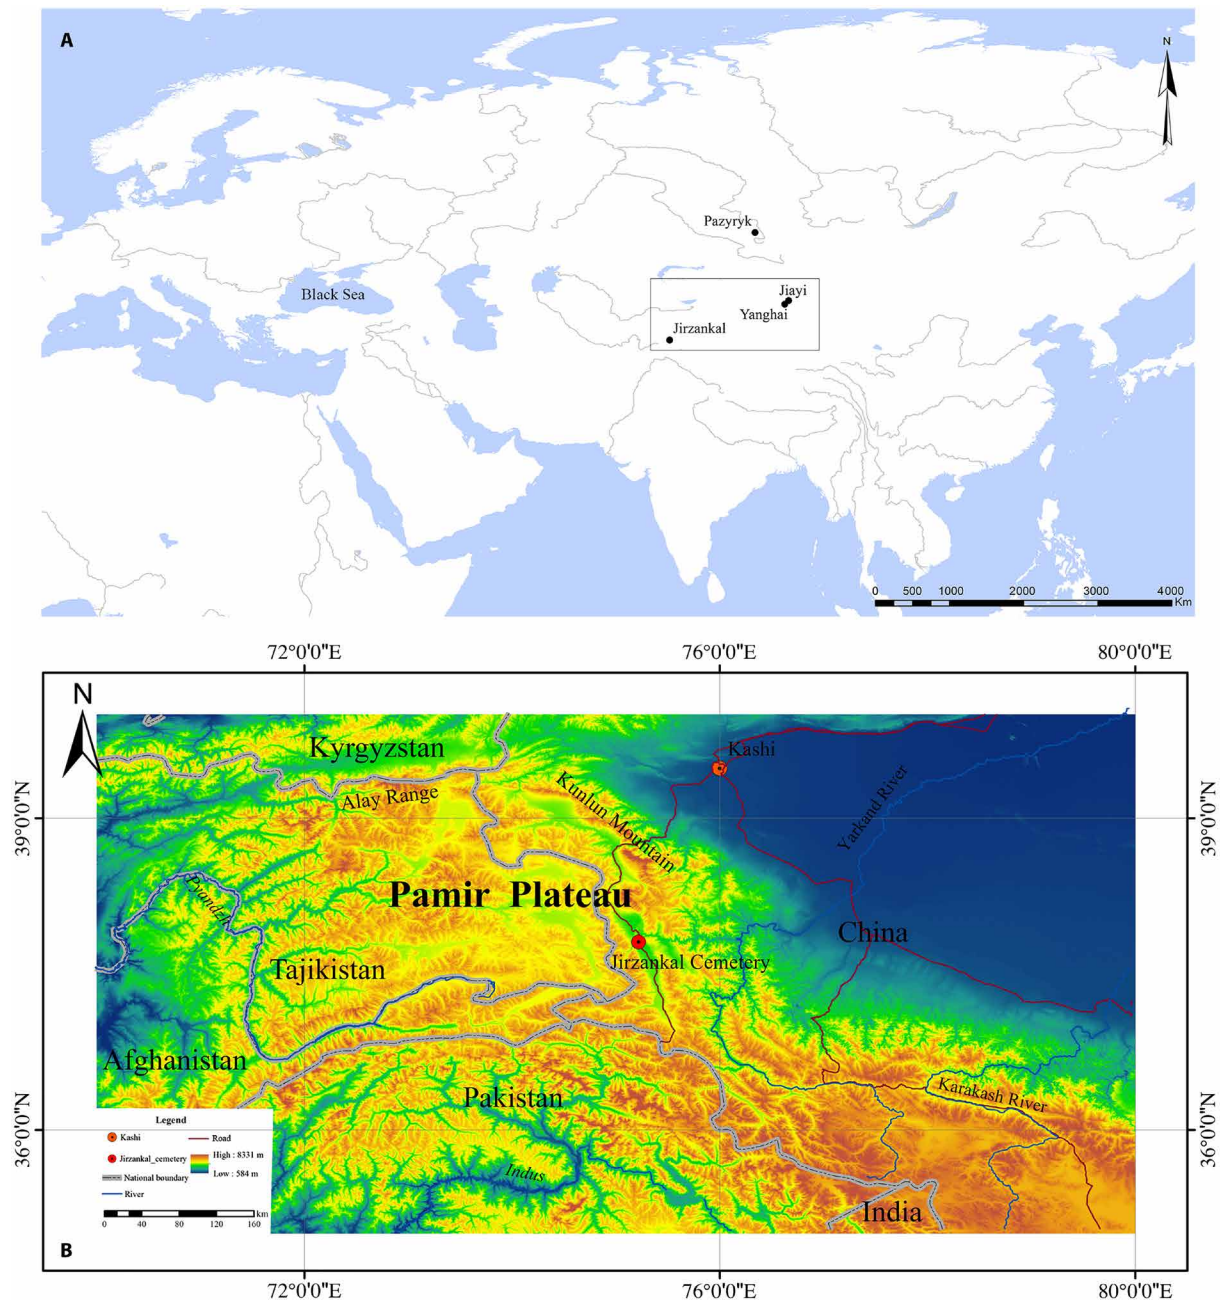 A
N
Pazyryk
Black Sea
Jiayi
Yanghai
Jirzankal
0 500 1000 2000 3000 4000
Km
72°0'0"E 76°0'0"E 80°0'0"E
N
Kyrgyzstan
Kashi
Alay Range
Kunlun Mountain
Yarkand River
39°0'0"N
39°0'0"N
Pamir Plateau
Pyandzh
China
Jirzankal Cemetery
Tajikistan
Afghanistan
Pakistan
Karakash River
36°0'0"N
36°0'0"N
Indus
India
Legend
Kashi
Road
Jirzankal_cemetery
High : 8331 m
Low : 584 m
National boundary
River
0 20 40 80 120 160
km
B
72°0'0"E 76°0'0"E 80°0'0"E